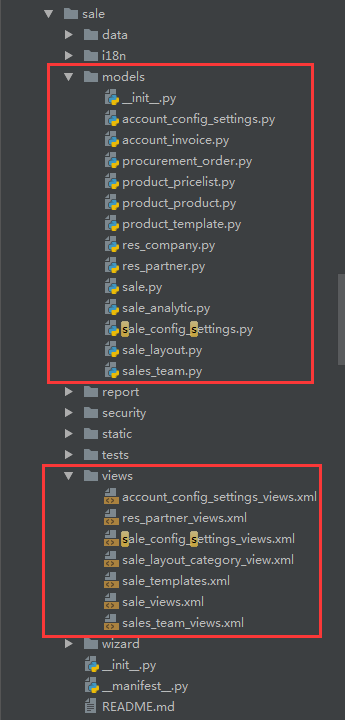 sale
data
i18n
models
__init__.py
account_config_settings.py
account_invoice.py
procurement_order.py
product_pricelist.py
product_product.py
product_template.py
res_company.py
res_partner.py
sale.py
sale_analytic.py
sale_config_settings.py
sale_layout.py
sales_team.py
report
security
static
tests
views
account_config_settings_views.xml
res_partner_views.xml
sale_config_settings_views.xml
sale_layout_category_view.xml
sale_templates.xml
sale_views.xml
sales_team_views.xml
wizard
__init__.py
__manifest__.py
README.md